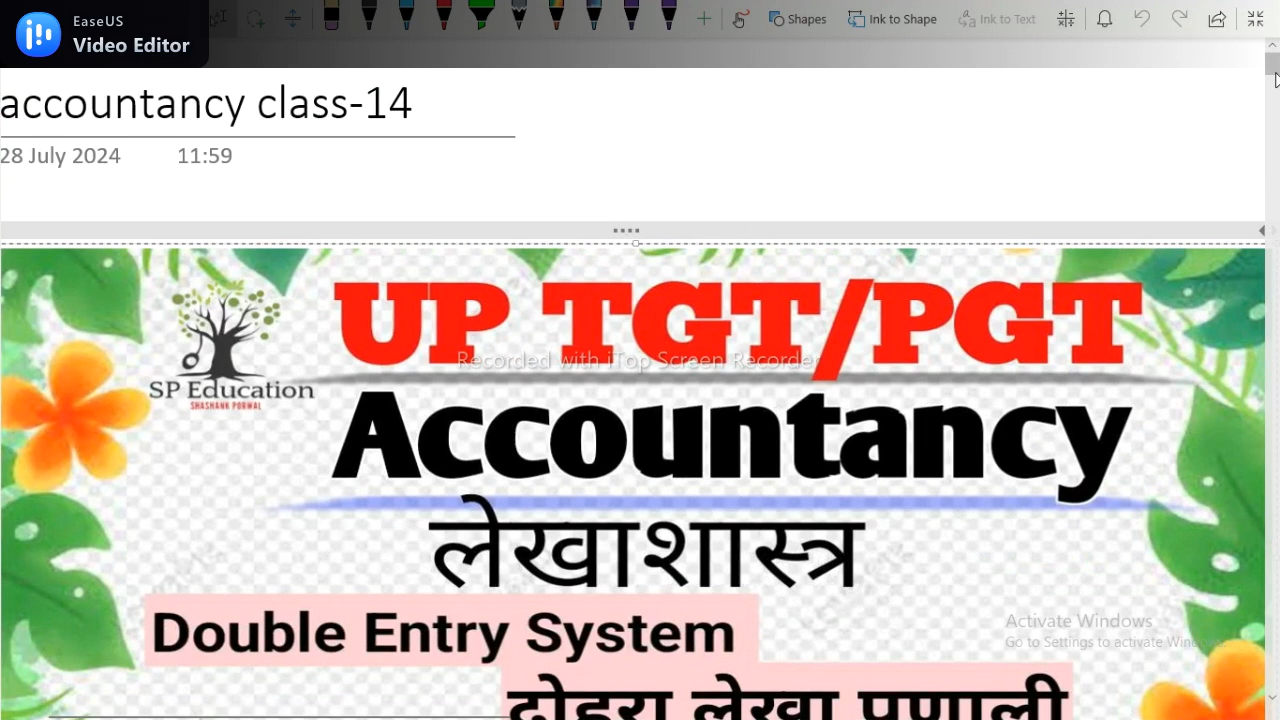 EaseUS
Video Editor
Shapes
Ink to Shape
Ink to Text
accountancy class-14
28 July 2024 11:59
UP TGT/PGT
SP Education
SHASHANK PORWAL
Recorded with iTop Screen Recorder
Accountancy
लेखाशास्त्र
Double Entry System
Activate Windows
Go to Settings to activate Windows.
दोहरा लेखा प्रणाली